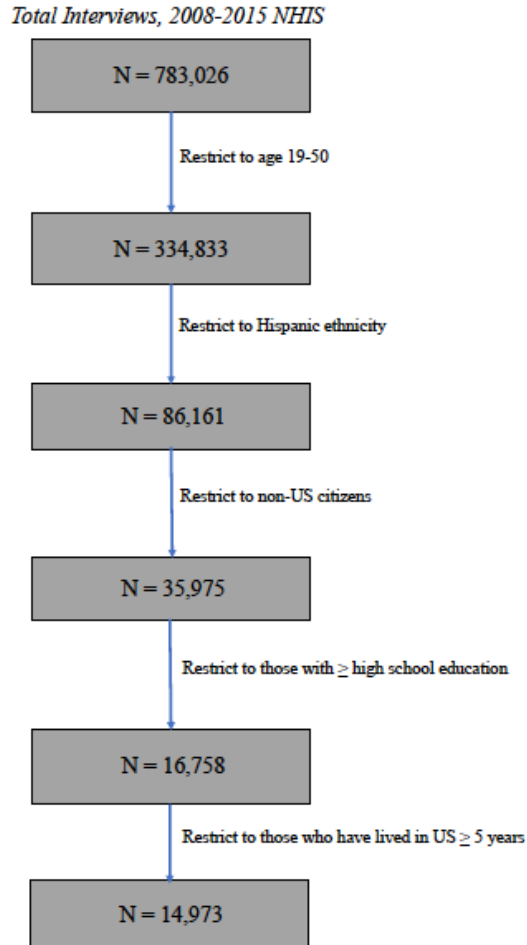 Total Interviews, 2008-2015 NHIS
N = 783,026
Restrict to age 19-50
N = 334,833
Restrict to Hispanic ethnicity
N = 86,161
Restrict to non-US citizens
N = 35,975
Restrict to those with ≥ high school education
N = 16,758
Restrict to those who have lived in US ≥ 5 years
N = 14,973